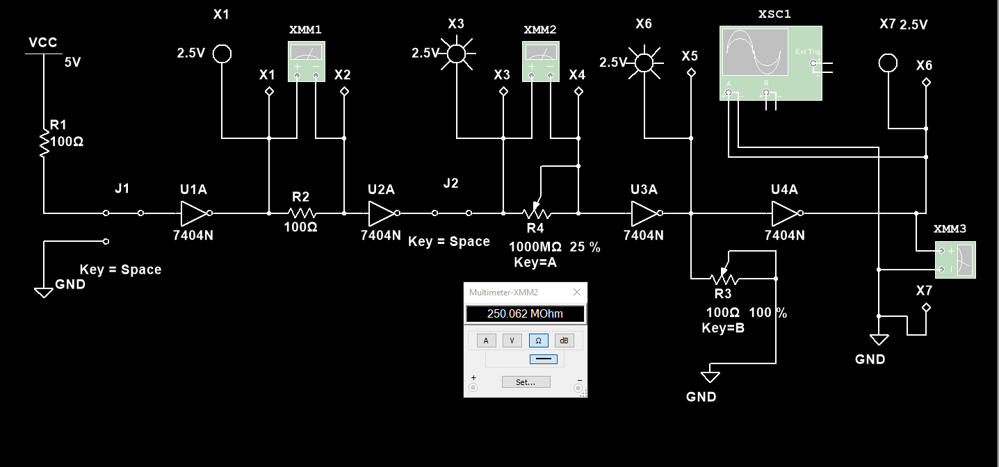 X1
XMM1
X3
XMM2
X6
XSC1
X7 2.5V
VCC
5V
2.5V
2.5V
2.5V
Ext Trig
+
X1
X2
X3
X4
X5
X6
+ −
+ −
A
B
+ −
+ −
R1
100Ω
J1
U1A
R2
100Ω
7404N
U2A
7404N
J2
Key = Space
R4
1000MΩ 25 %
Key=A
U3A
7404N
U4A
7404N
XMM3
+
−
Key = Space
GND
R3
100Ω 100 %
Key=B
X7
GND
GND
Multimeter-XMM2
250.062 MOhm
A V Ω dB
+ −
Set...